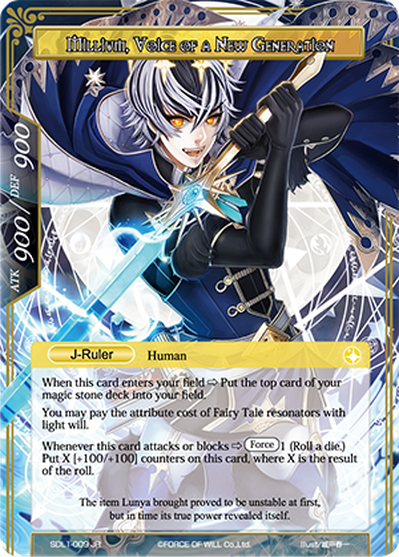 Millium, Voice of a New Generation
ATK 900 / DEF 900
J-Ruler Human
When this card enters your field ⇨ Put the top card of your
magic stone deck into your field.
You may pay the attribute cost of Fairy Tale resonators with
light will.
Whenever this card attacks or blocks ⇨ Force 1 (Roll a die.)
Put X [+100/+100] counters on this card, where X is the result
of the roll.
The item Lunya brought proved to be unstable at first,
but in time its true power revealed itself.
SDL1-009 JR ©FORCE OF WILL Co.,Ltd. Illust/